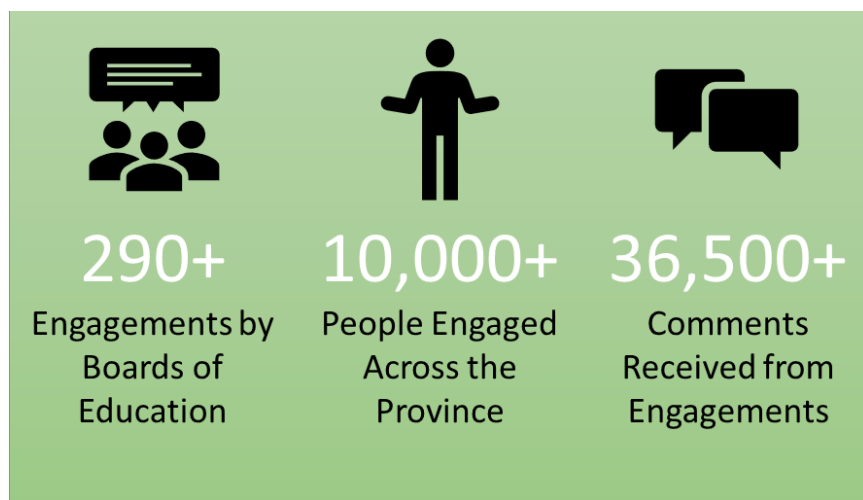 290+
Engagements by
Boards of
Education
10,000+
People Engaged
Across the
Province
36,500+
Comments
Received from
Engagements